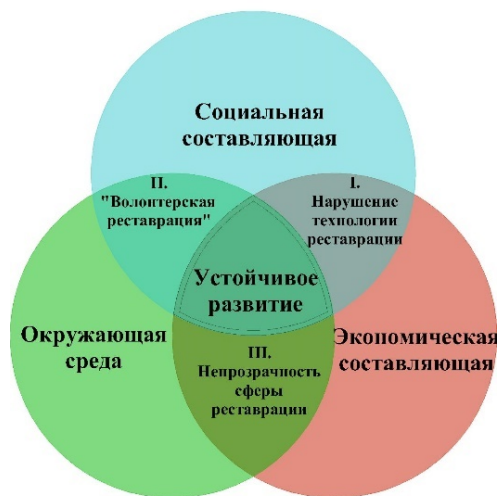 Социальная
составляющая
II.
"Волонтерская
реставрация"
I.
Нарушение
технологии
реставрации
Устойчивое
развитие
Окружающая
среда
Экономическая
составляющая
III.
Непрозрачность
сферы
реставрации